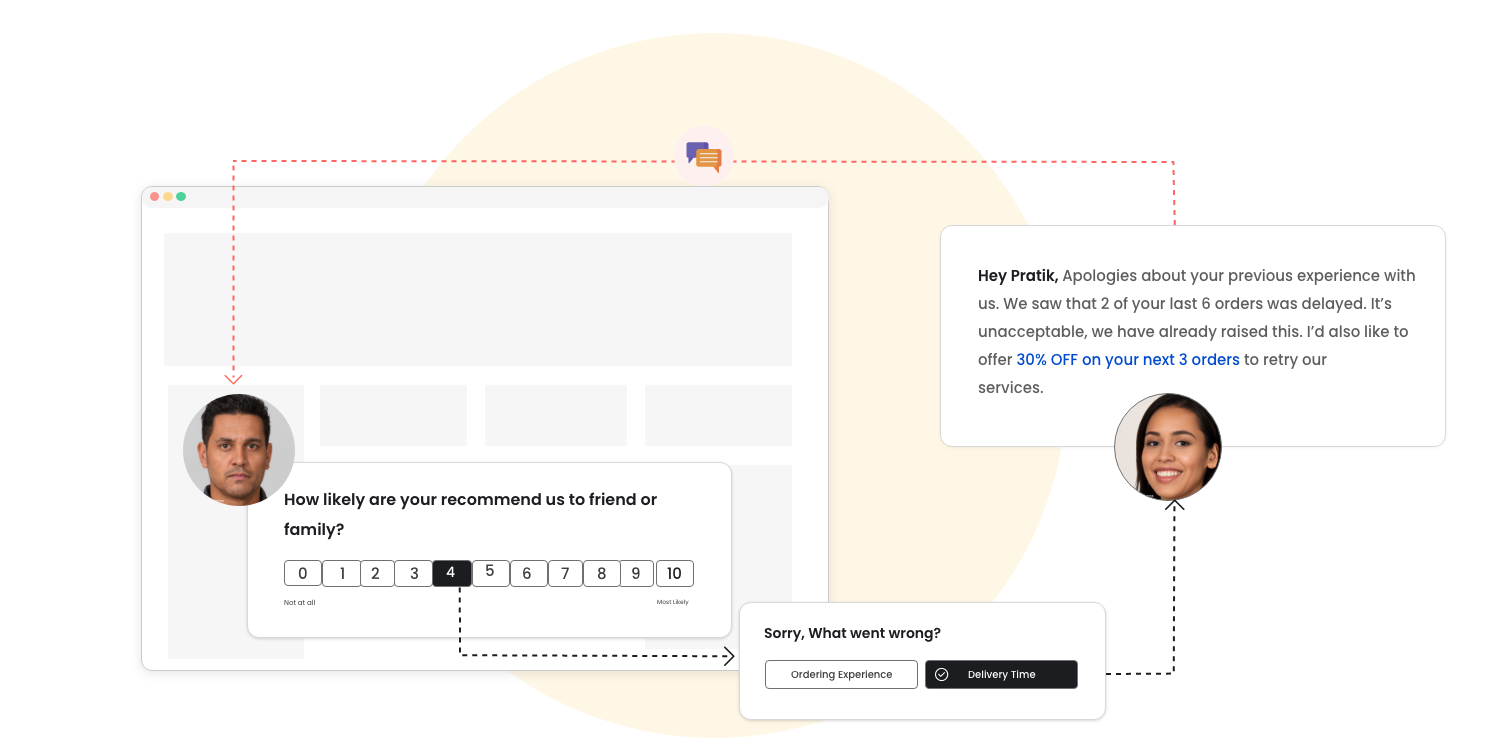 Hey Pratik, Apologies about your previous experience with
us. We saw that 2 of your last 6 orders was delayed. It’s
unacceptable, we have already raised this. I’d also like to
offer 30% OFF on your next 3 orders to retry our
services.
How likely are your recommend us to friend or
family?
0 1 2 3 4 5 6 7 8 9 10
Not at all Most Likely
Sorry, What went wrong?
Ordering Experience Delivery Time